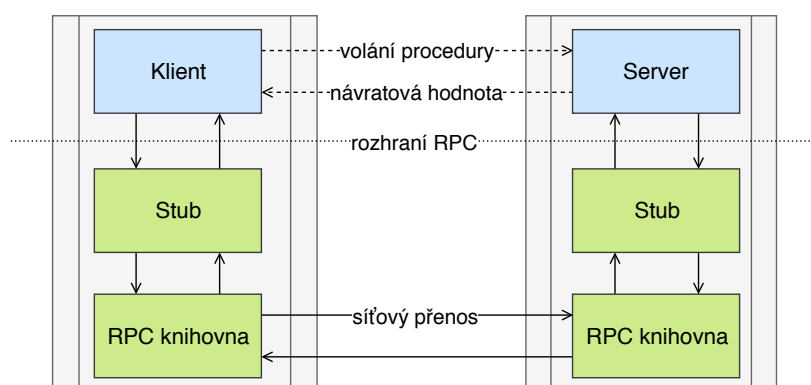 volání procedury
Klient
Server
návratová hodnota
rozhraní RPC
Stub
Stub
síťový přenos
RPC knihovna
RPC knihovna